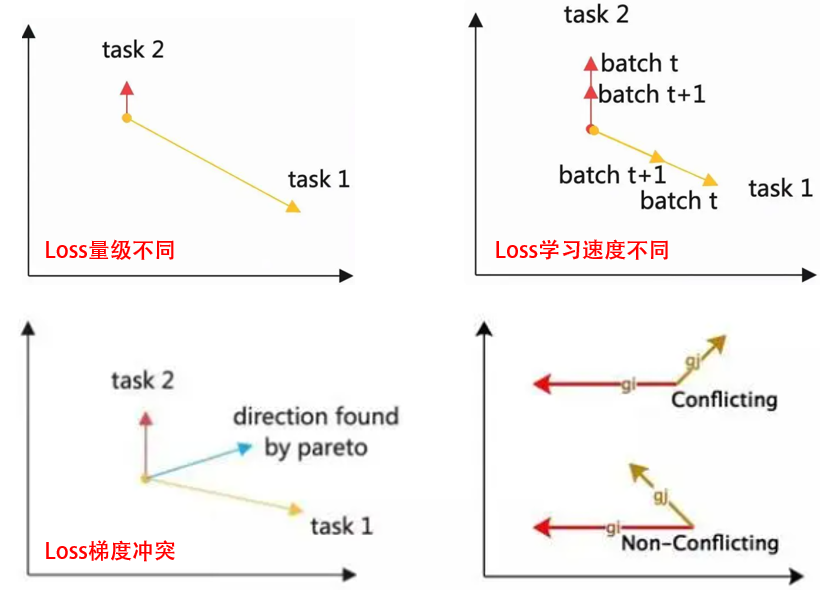 task 2
task 1
Loss量级不同
task 2
batch t
batch t+1
batch t+1
batch t
task 1
Loss学习速度不同
task 2
direction found
by pareto
task 1
Loss梯度冲突
gj
gi
Conflicting
gj
gi
Non-Conflicting